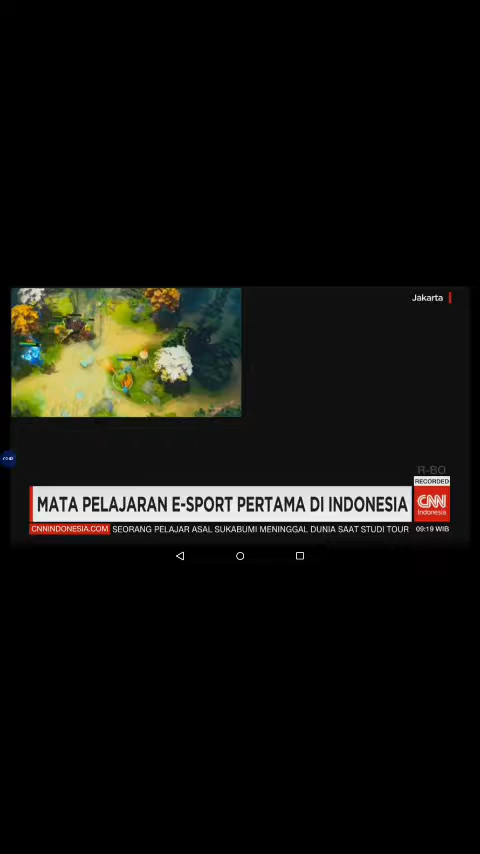 Jakarta
R-BO
RECORDED
MATA PELAJARAN E-SPORT PERTAMA DI INDONESIA
CNN
Indonesia
CNNINDONESIA.COM SEORANG PELAJAR ASAL SUKABUMI MENINGGAL DUNIA SAAT STUDI TOUR 09:19 WIB